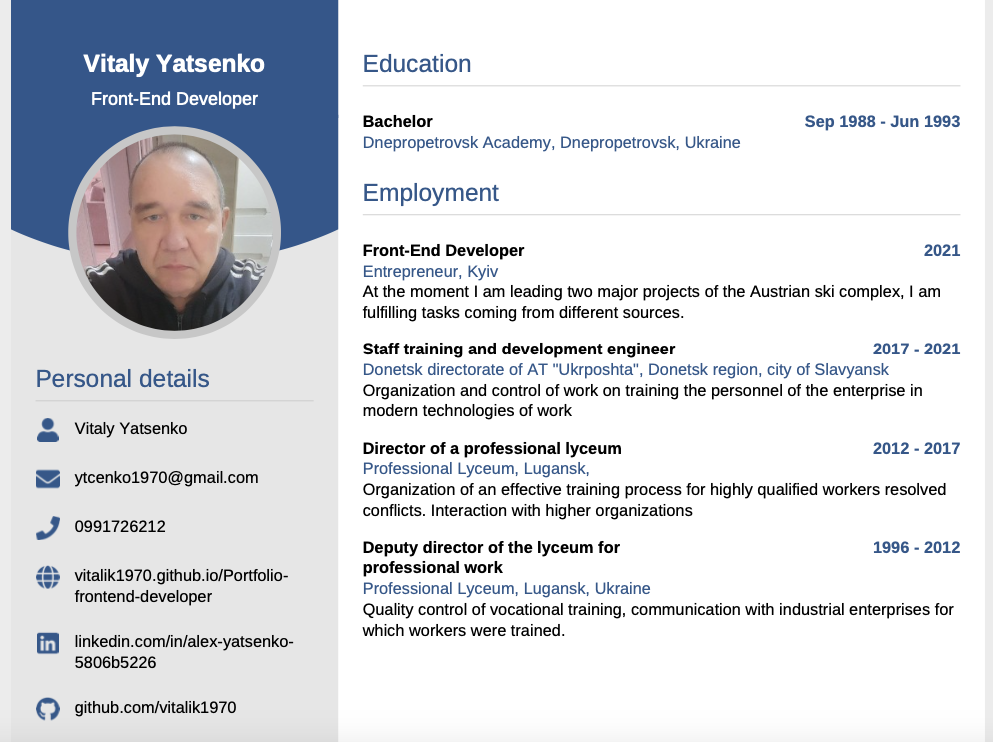 Vitaly Yatsenko
Front-End Developer
Personal details
Vitaly Yatsenko
ytcenko1970@gmail.com
0991726212
vitalik1970.github.io/Portfolio-
frontend-developer
linkedin.com/in/alex-yatsenko-
5806b5226
github.com/vitalik1970
Education
Bachelor Sep 1988 - Jun 1993
Dnepropetrovsk Academy, Dnepropetrovsk, Ukraine
Employment
Front-End Developer 2021
Entrepreneur, Kyiv
At the moment I am leading two major projects of the Austrian ski complex, I am
fulfilling tasks coming from different sources.
Staff training and development engineer 2017 - 2021
Donetsk directorate of AT "Ukrposhta", Donetsk region, city of Slavyansk
Organization and control of work on training the personnel of the enterprise in
modern technologies of work
Director of a professional lyceum 2012 - 2017
Professional Lyceum, Lugansk,
Organization of an effective training process for highly qualified workers resolved
conflicts. Interaction with higher organizations
Deputy director of the lyceum for 1996 - 2012
professional work
Professional Lyceum, Lugansk, Ukraine
Quality control of vocational training, communication with industrial enterprises for
which workers were trained.